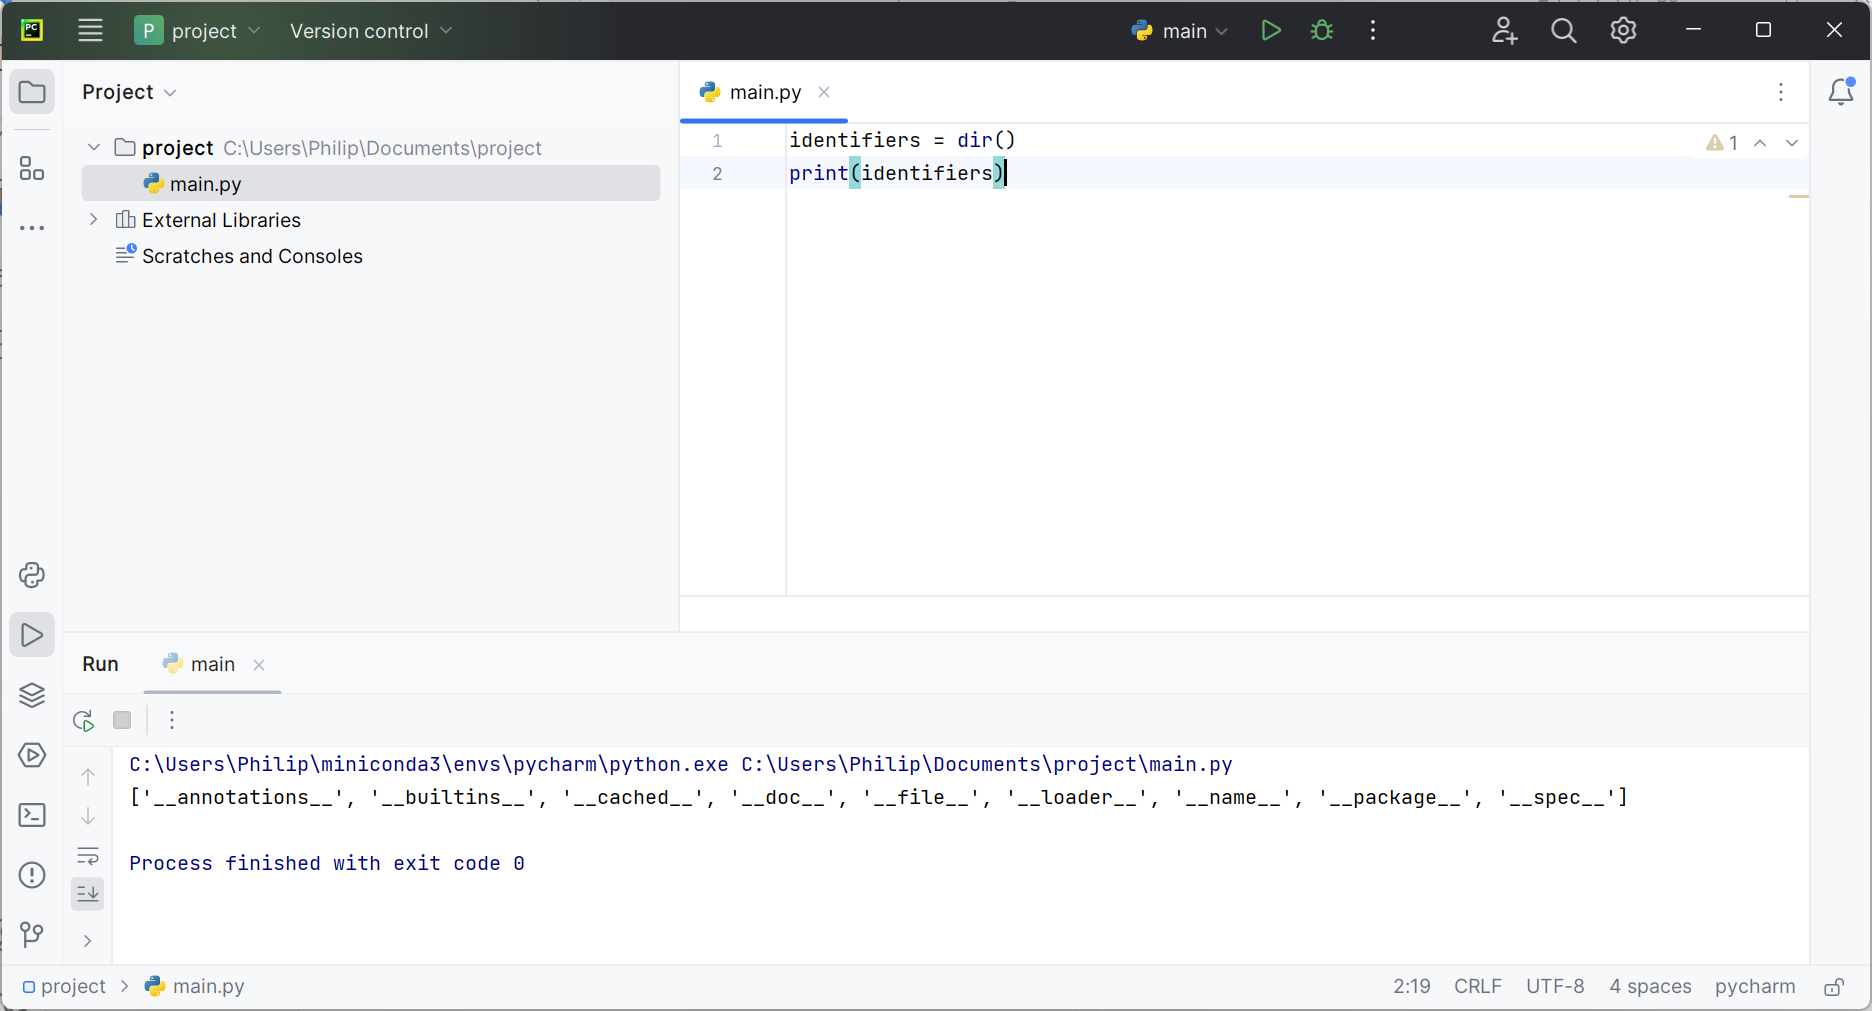 PC
P project Version control main
Project
main.py
project C:\Users\Philip\Documents\project
main.py
External Libraries
Scratches and Consoles
1 identifiers = dir()
2 print(identifiers)
1
Run main
C:\Users\Philip\miniconda3\envs\pycharm\python.exe C:\Users\Philip\Documents\project\main.py
['__annotations__', '__builtins__', '__cached__', '__doc__', '__file__', '__loader__', '__name__', '__package__', '__spec__']
Process finished with exit code 0
project > main.py 2:19 CRLF UTF-8 4 spaces pycharm